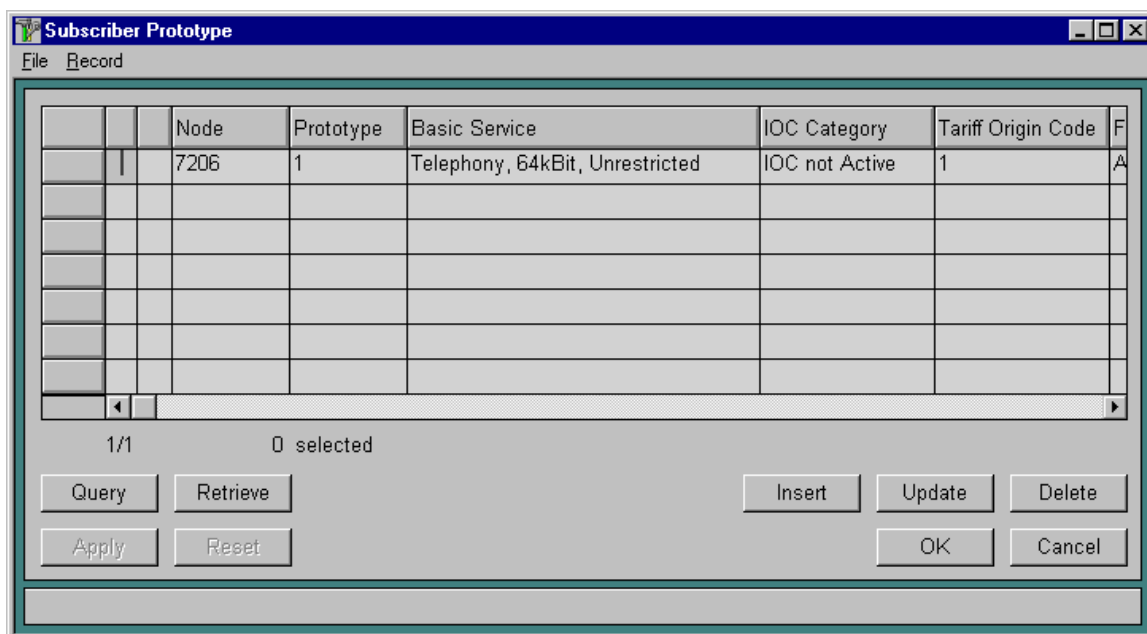 Subscriber Prototype
File Record
Node Prototype Basic Service IOC Category Tariff Origin Code F
7206 1 Telephony, 64kBit, Unrestricted IOC not Active 1 A
1/1 0 selected
Query Retrieve Insert Update Delete
Apply Reset OK Cancel